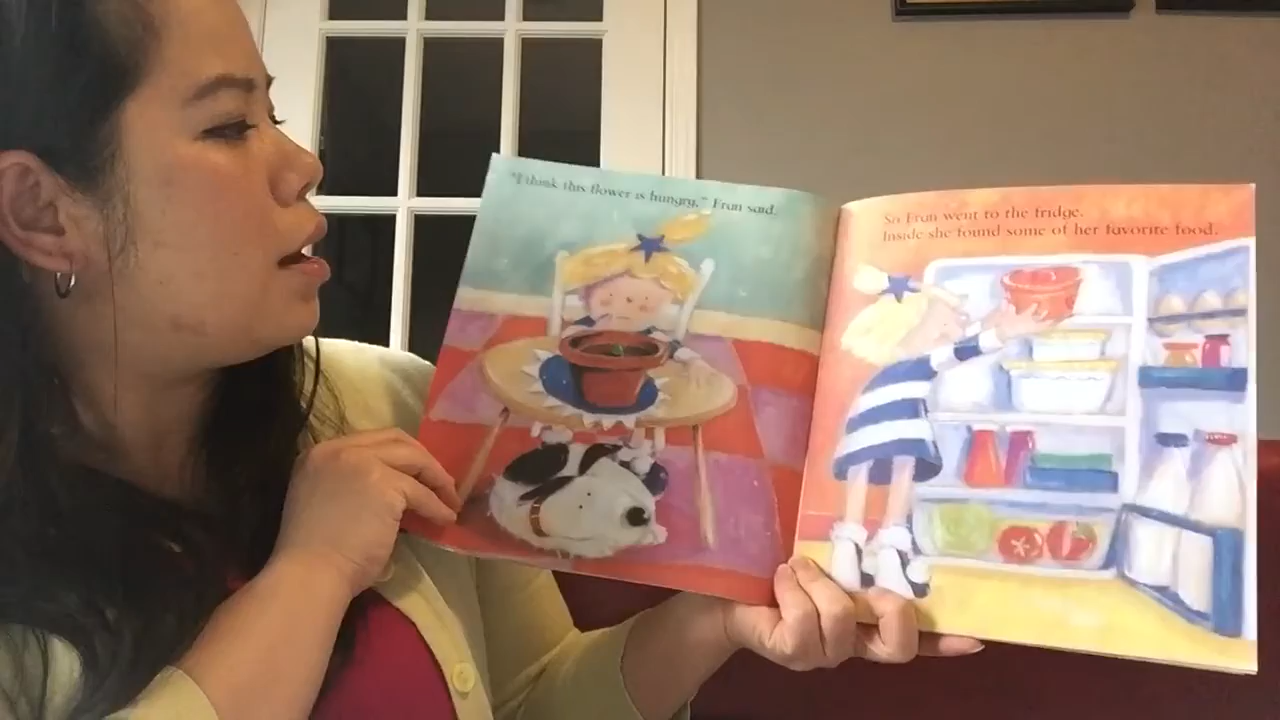 "I think this flower is hungry," Fran said.
So Fran went to the fridge.
Inside she found some of her favorite food.